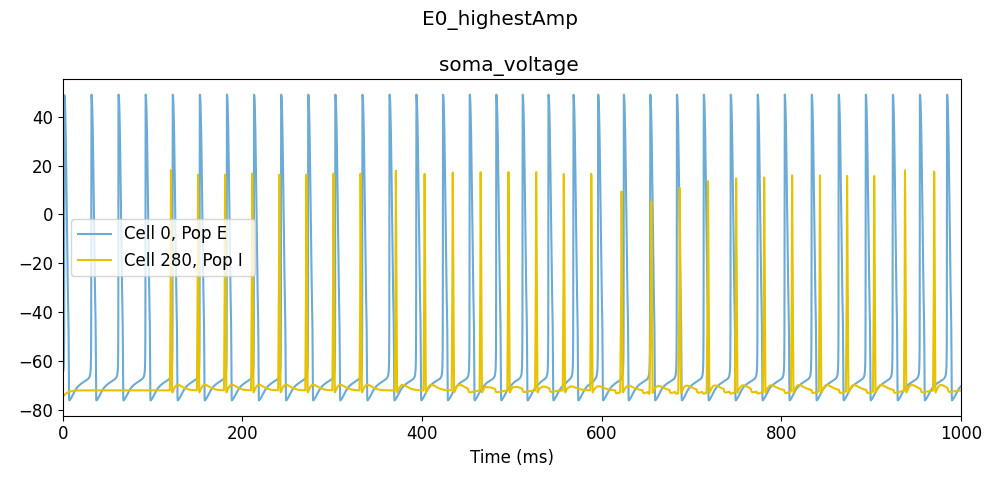 E0_highestAmp
soma_voltage
40
20
0
−20
−40
−60
−80
Cell 0, Pop E
Cell 280, Pop I
0 200 400 600 800 1000
Time (ms)